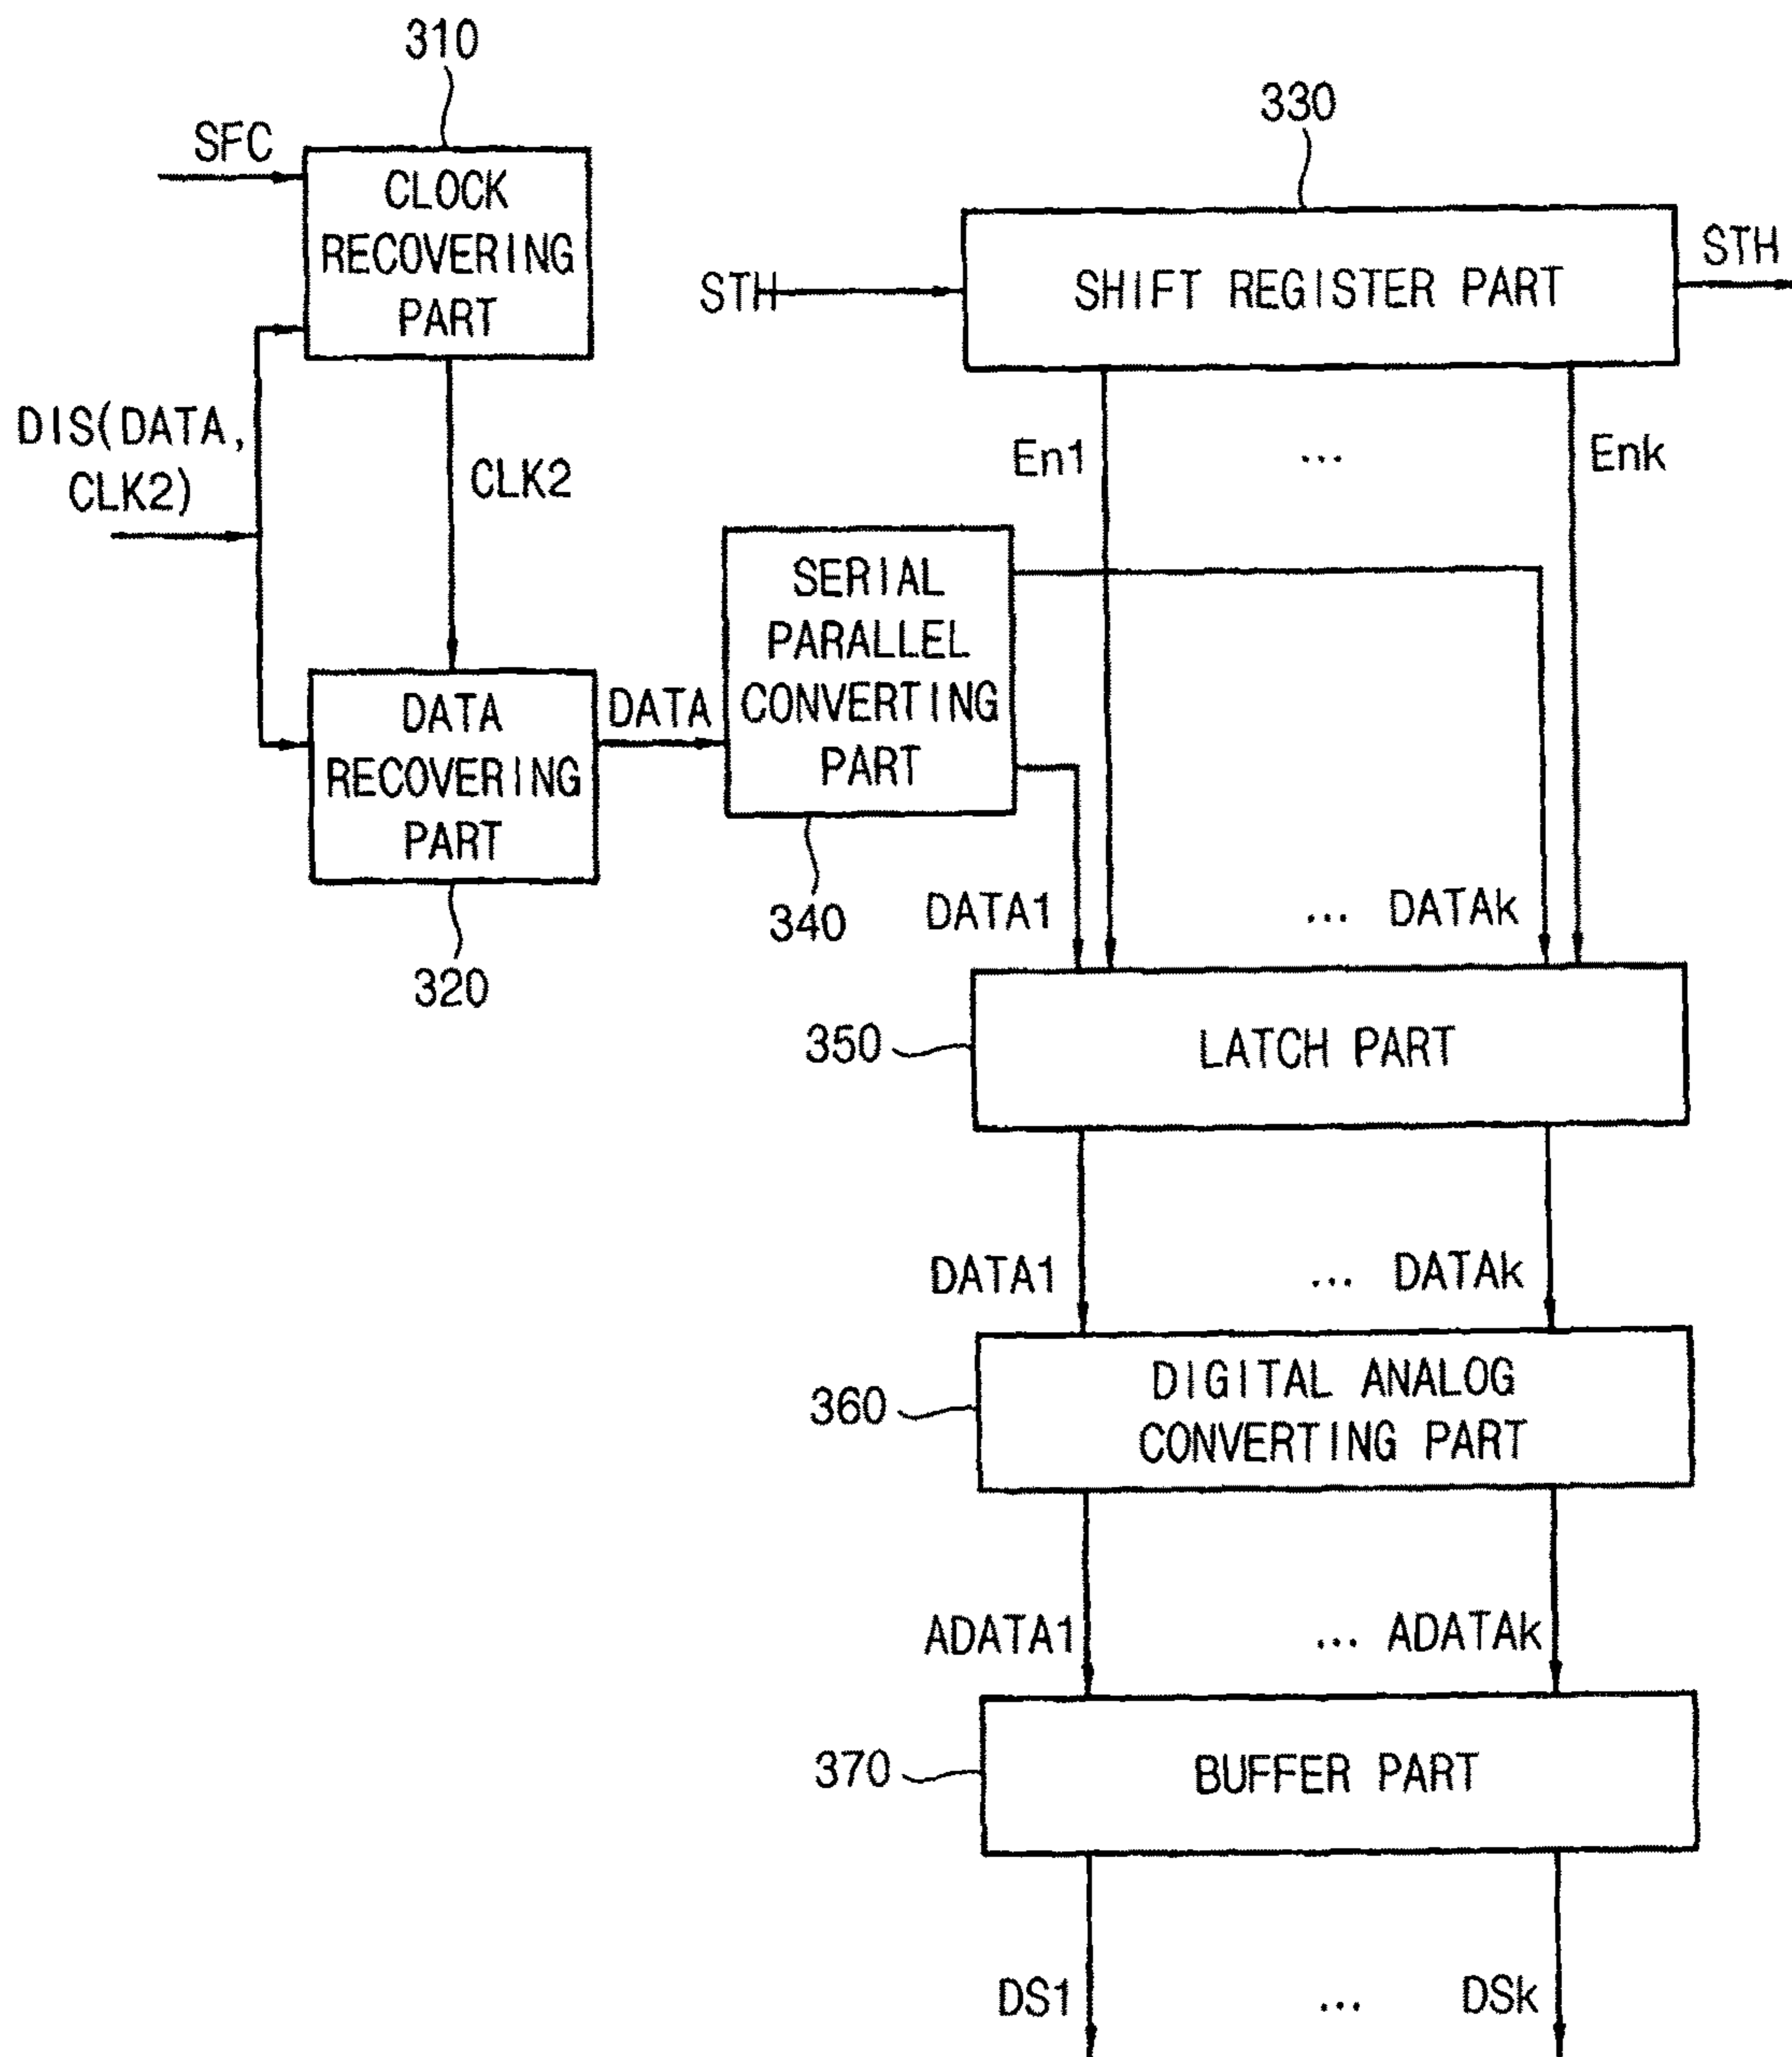 310
SFC
CLOCK
RECOVERING
PART
330
STH
SHIFT REGISTER PART
STH
DIS(DATA,
CLK2)
CLK2
En1
...
Enk
SERIAL
PARALLEL
CONVERTING
PART
DATA
RECOVERING
PART
DATA
320
340
DATA1
... DATAk
350
LATCH PART
DATA1
... DATAk
360
DIGITAL ANALOG
CONVERTING PART
ADATA1
... ADATAk
370
BUFFER PART
DS1
...
DSk